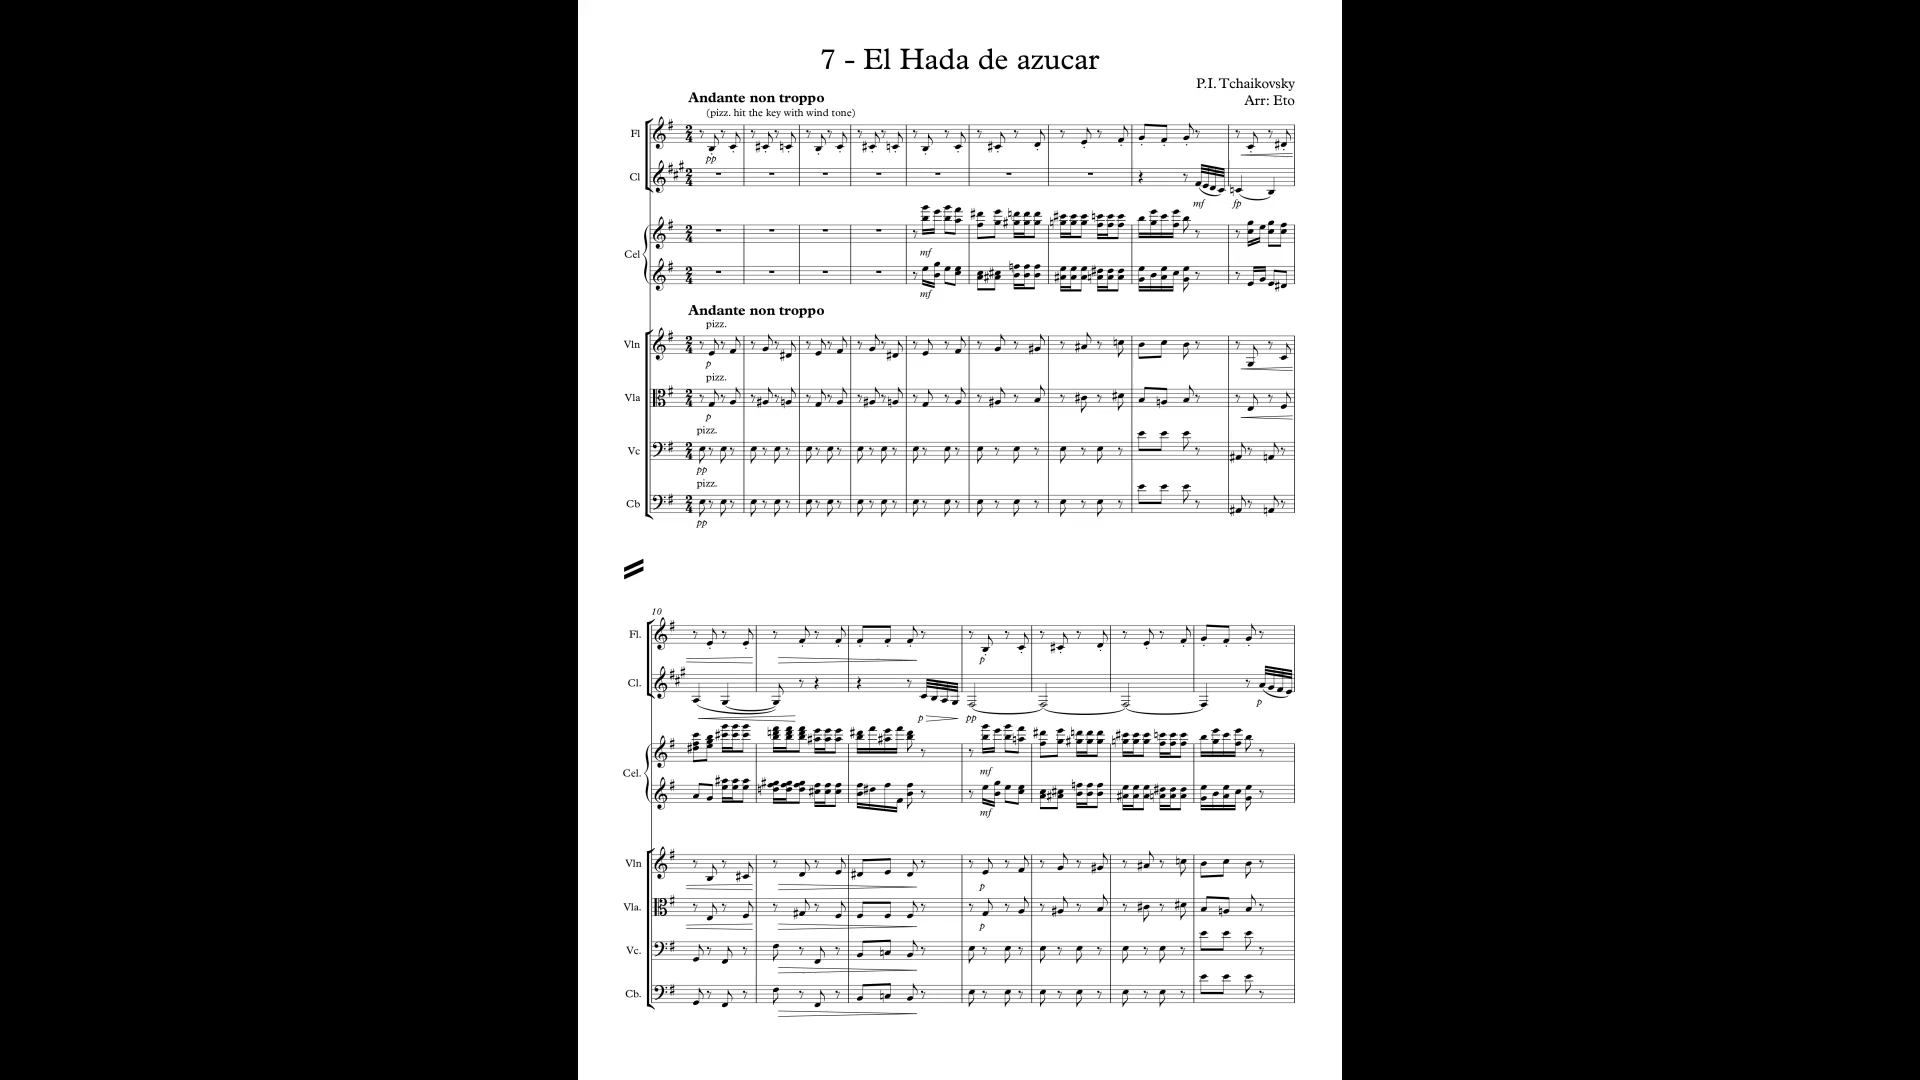 7 - El Hada de azucar
P.I. Tchaikovsky
Arr: Eto
Andante non troppo
(pizz. hit the key with wind tone)
Fl
pp
Cl
mf
fp
Cel
mf
mf
Andante non troppo
pizz.
Vln
p
pizz.
Vla
p
pizz.
Vc
pp
pizz.
Cb
pp
10
Fl.
p
Cl.
p
pp
p
Cel.
mf
mf
Vln
p
Vla.
p
Vc.
Cb.